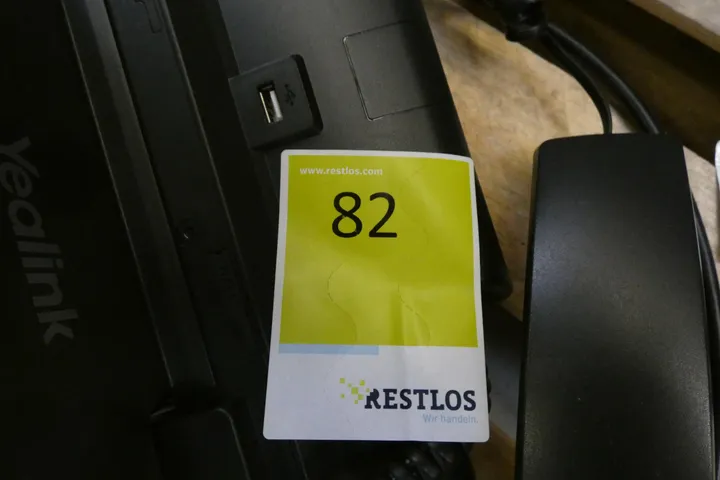 Yealink
www.restlos.com
82
RESTLOS
Wir handeln.